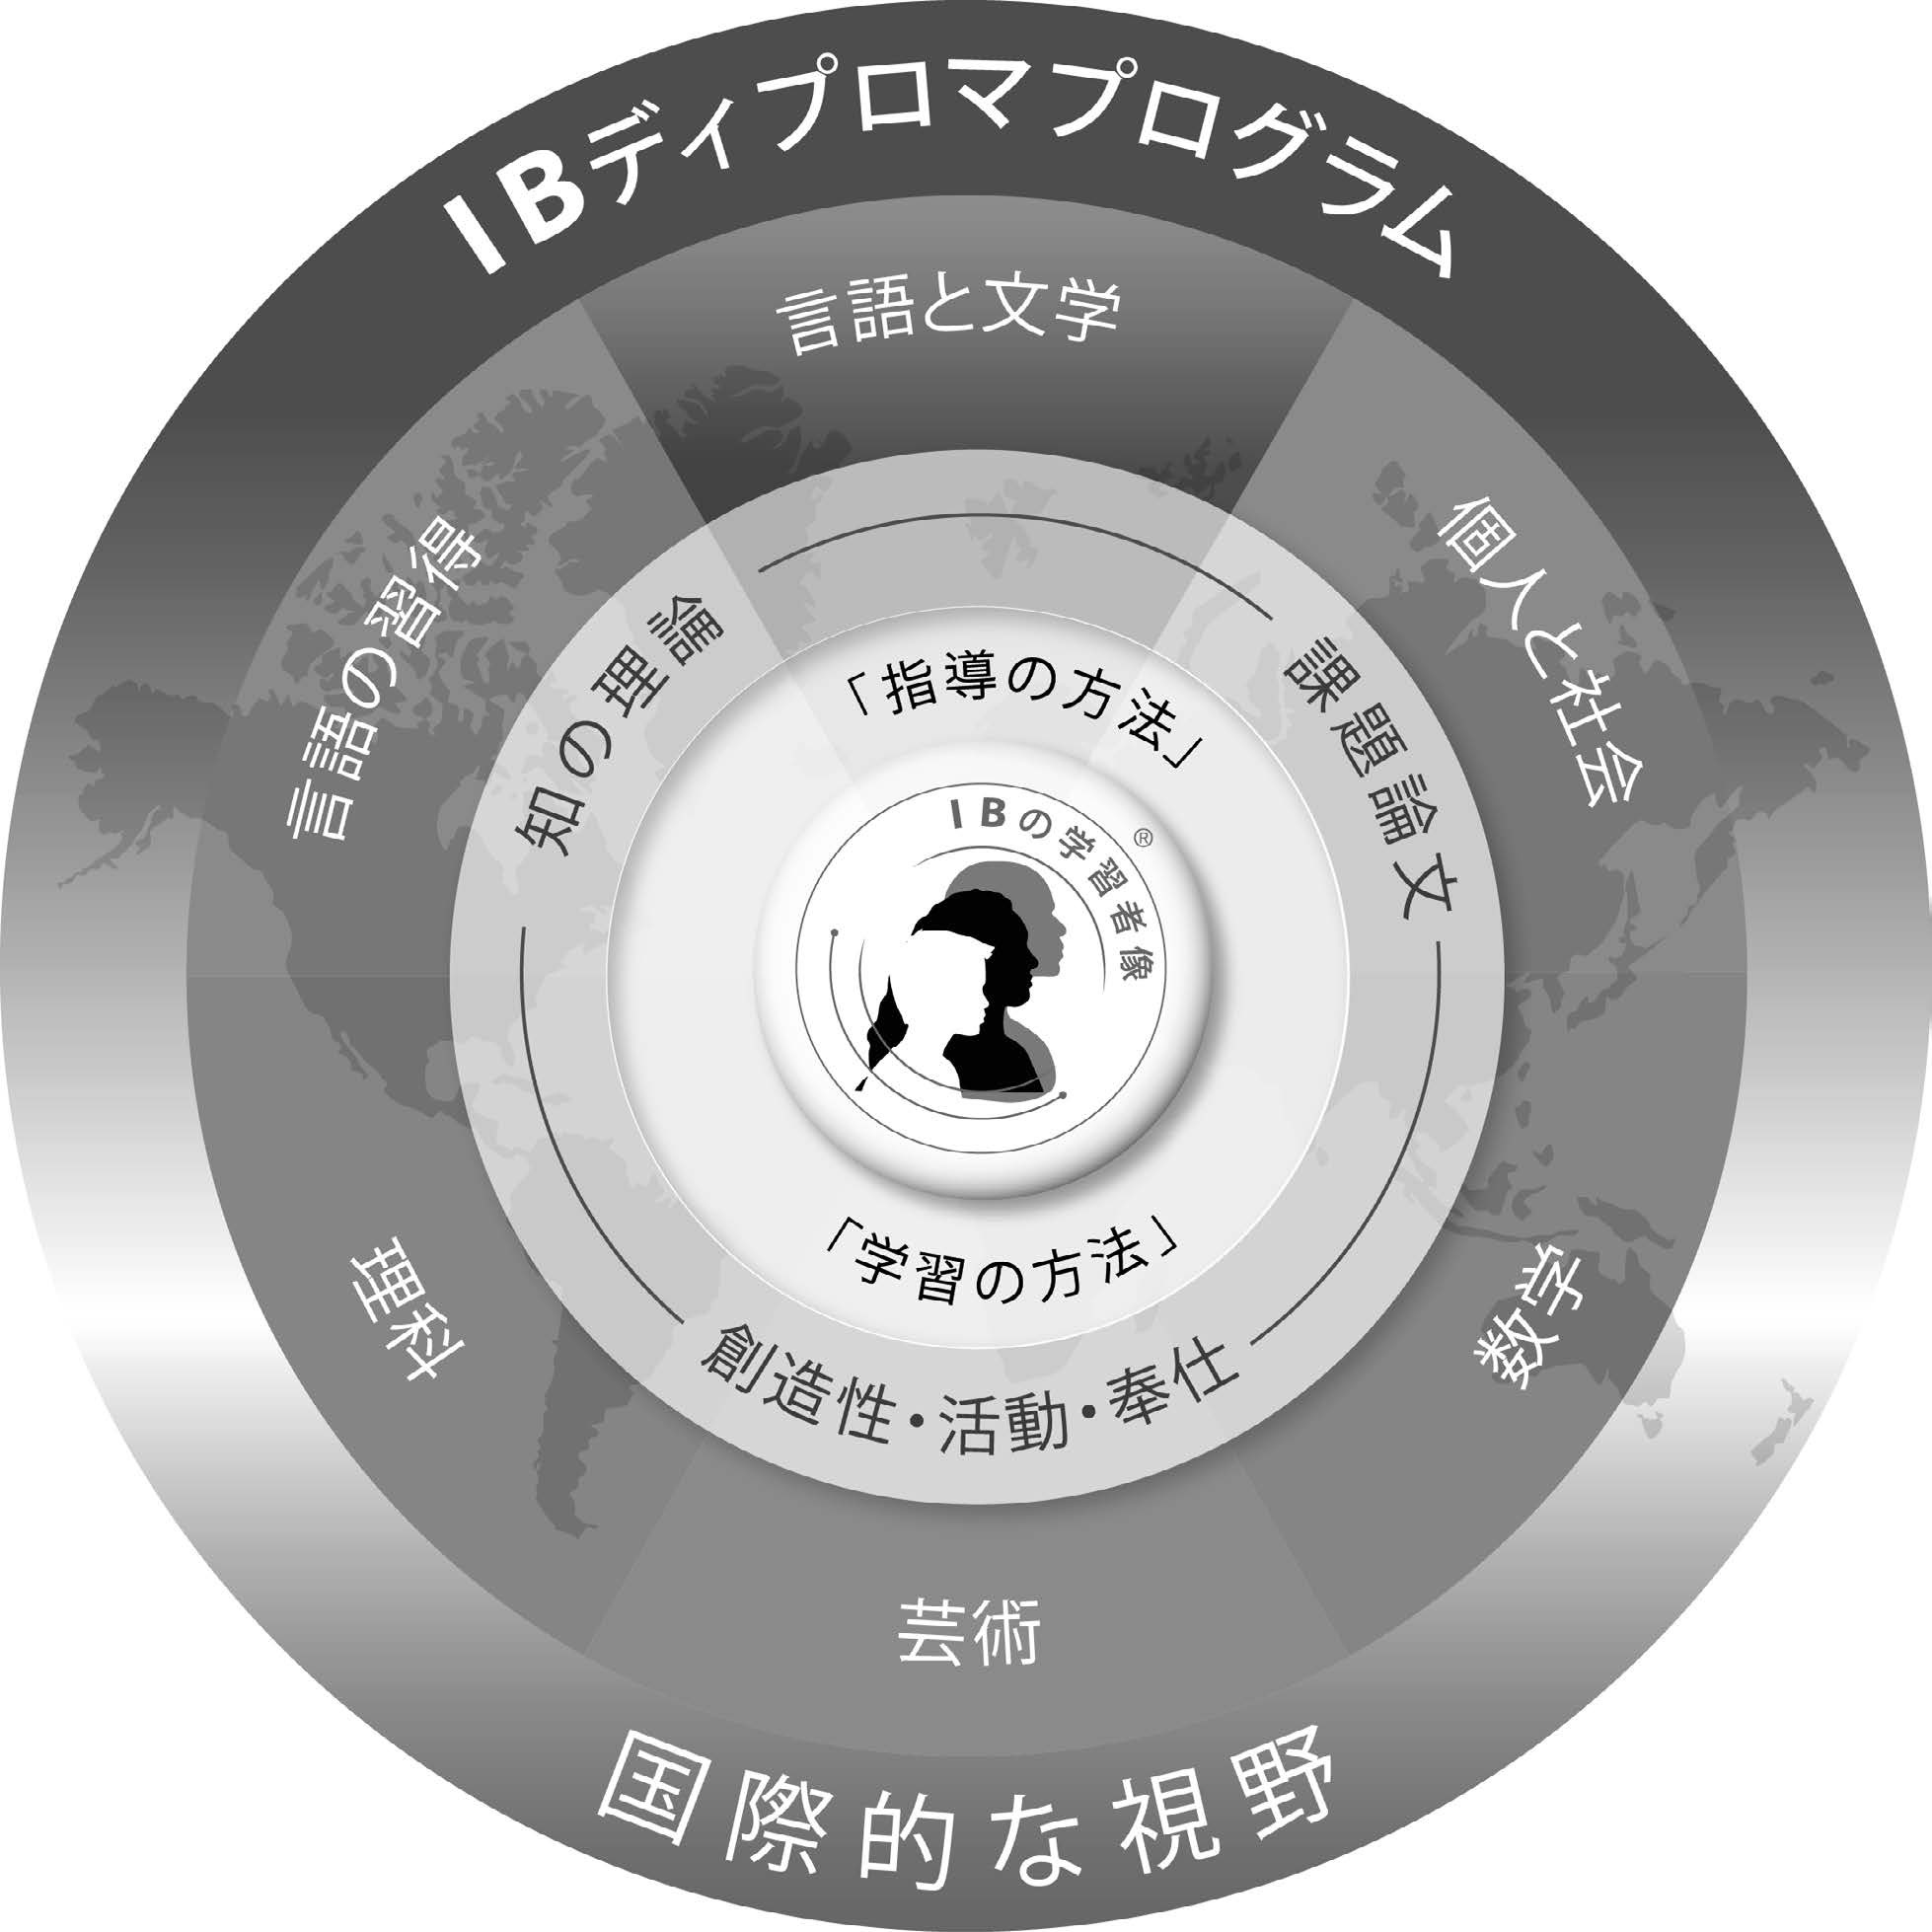 IBディプロマプログラム
言語と文学
言語の習得
個人と社会
知の理論
課題論文
「指導の方法」
IBの学習者像
®
「学習の方法」
創造性・活動・奉仕
理科
数学
芸術
国際的な視野